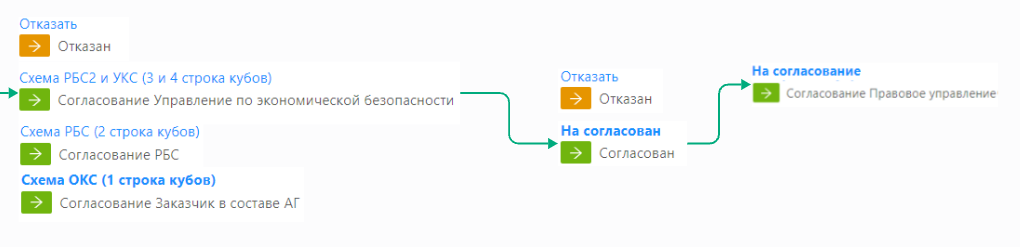 Отказать
Отказан
Схема РБС2 и УКС (3 и 4 строка кубов)
Согласование Управление по экономической безопасности
Схема РБС (2 строка кубов)
Согласование РБС
Схема ОКС (1 строка кубов)
Согласование Заказчик в составе АГ
Отказать
Отказан
На согласован
Согласован
На согласование
Согласование Правовое управление